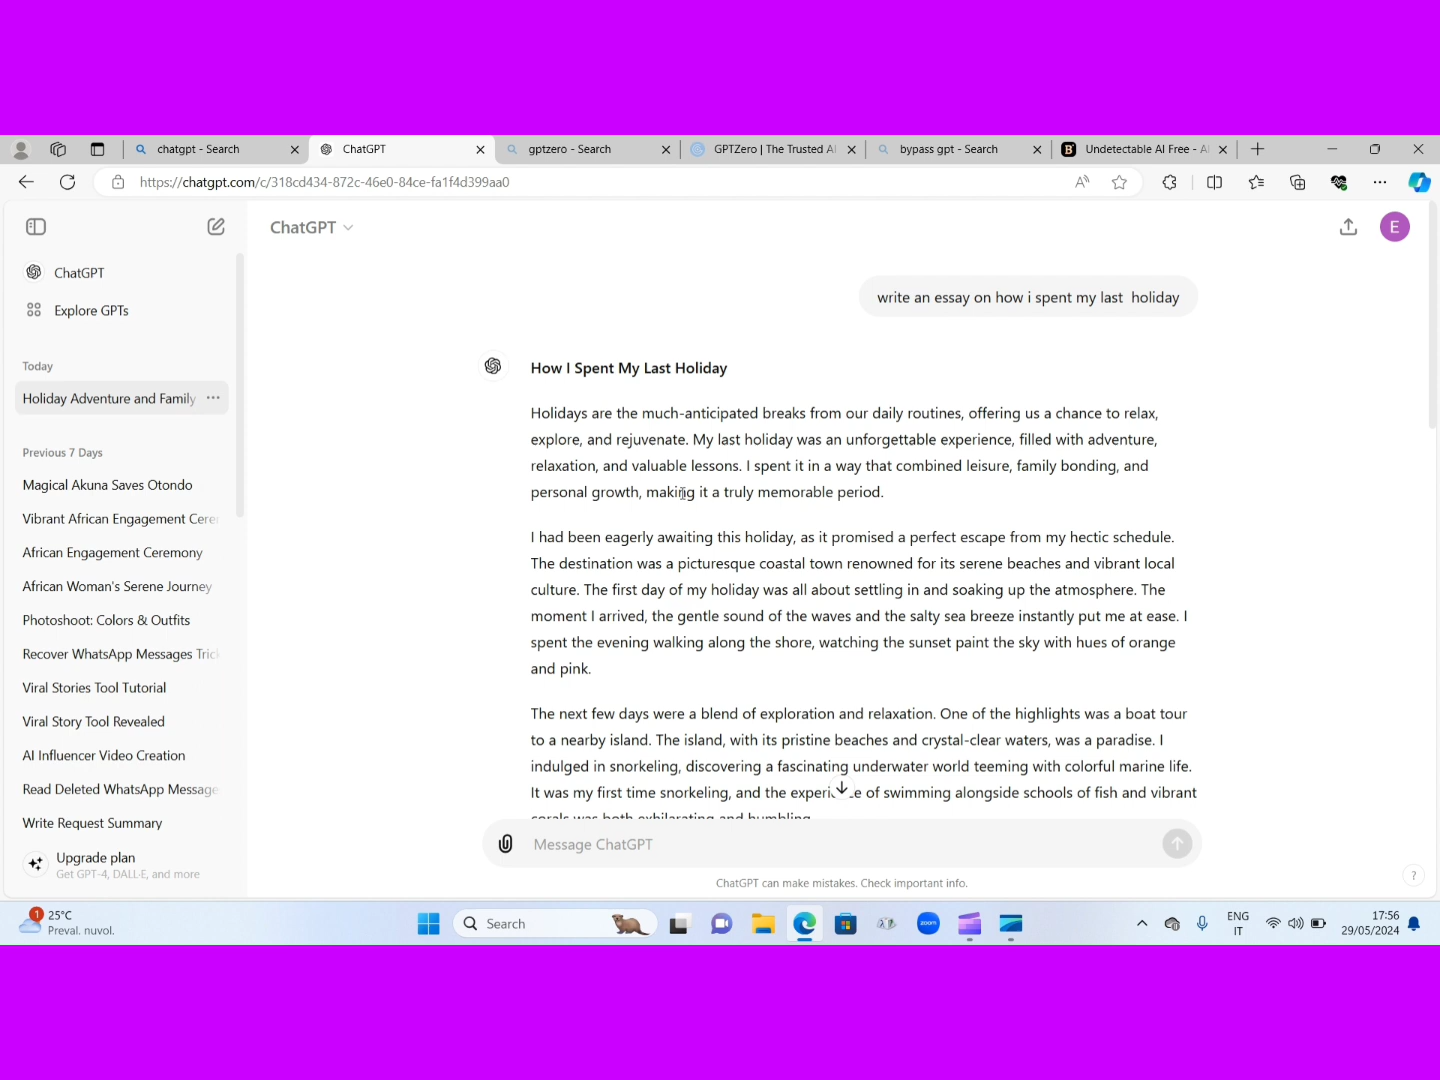 chatgpt - Search
ChatGPT
gptzero - Search
GPTZero | The Trusted AI
bypass gpt - Search
Undetectable AI Free - AI
https://chatgpt.com/c/318cd434-872c-46e0-84ce-fa1f4d399aa0
ChatGPT
E
ChatGPT
Explore GPTs
Today
Holiday Adventure and Family
Previous 7 Days
Magical Akuna Saves Otondo
Vibrant African Engagement Cerem
African Engagement Ceremony
African Woman's Serene Journey
Photoshoot: Colors & Outfits
Recover WhatsApp Messages Trick
Viral Stories Tool Tutorial
Viral Story Tool Revealed
AI Influencer Video Creation
Read Deleted WhatsApp Message
Write Request Summary
Upgrade plan
Get GPT-4, DALL·E, and more
write an essay on how i spent my last holiday
How I Spent My Last Holiday
Holidays are the much-anticipated breaks from our daily routines, offering us a chance to relax,
explore, and rejuvenate. My last holiday was an unforgettable experience, filled with adventure,
relaxation, and valuable lessons. I spent it in a way that combined leisure, family bonding, and
personal growth, making it a truly memorable period.
I had been eagerly awaiting this holiday, as it promised a perfect escape from my hectic schedule.
The destination was a picturesque coastal town renowned for its serene beaches and vibrant local
culture. The first day of my holiday was all about settling in and soaking up the atmosphere. The
moment I arrived, the gentle sound of the waves and the salty sea breeze instantly put me at ease. I
spent the evening walking along the shore, watching the sunset paint the sky with hues of orange
and pink.
The next few days were a blend of exploration and relaxation. One of the highlights was a boat tour
to a nearby island. The island, with its pristine beaches and crystal-clear waters, was a paradise. I
indulged in snorkeling, discovering a fascinating underwater world teeming with colorful marine life.
It was my first time snorkeling, and the experience of swimming alongside schools of fish and vibrant
corals was both exhilarating and humbling.
Message ChatGPT
ChatGPT can make mistakes. Check important info.
?
1
25°C
Preval. nuvol.
Search
zoom
ENG
IT
17:56
29/05/2024